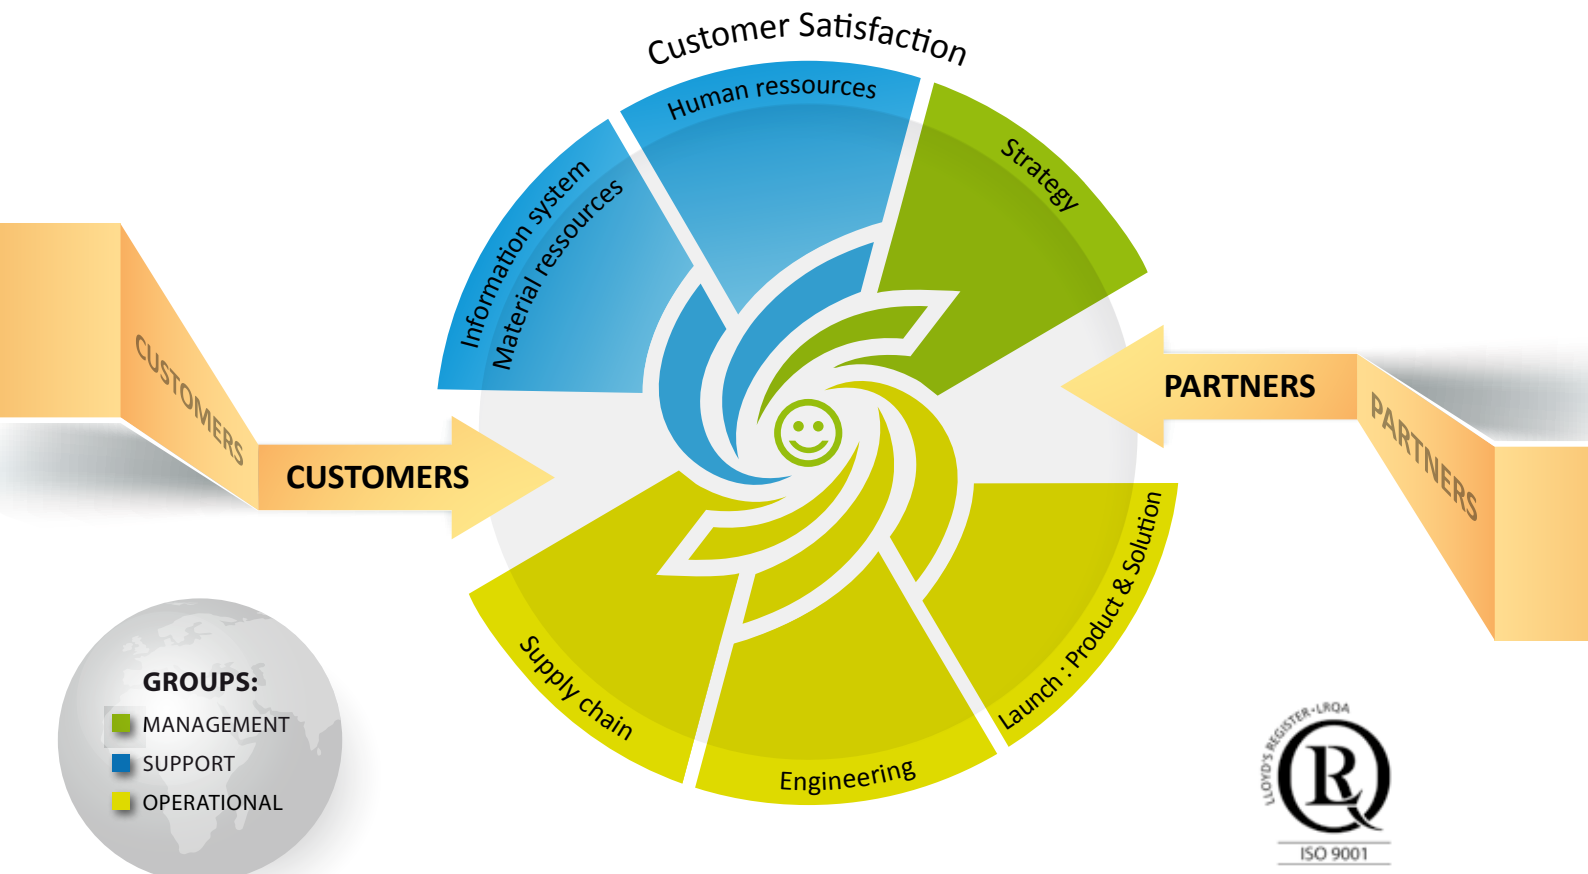 Customer Satisfaction
Human ressources
Strategy
Information system
Material ressources
CUSTOMERS
CUSTOMERS
PARTNERS
PARTNERS
Launch : Product & Solution
Supply chain
Engineering
GROUPS:
MANAGEMENT
SUPPORT
OPERATIONAL
LLOYD'S REGISTER•LRQA
LR
ISO 9001